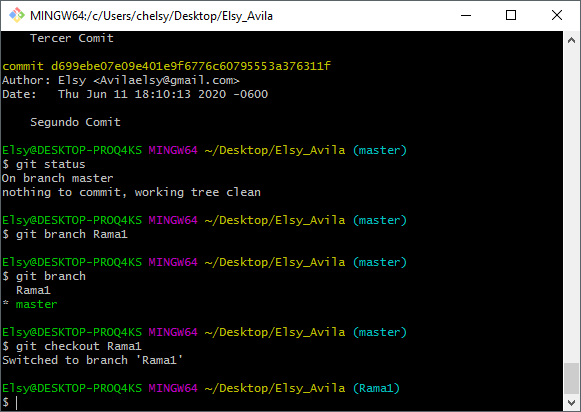 MINGW64:/c/Users/chelsy/Desktop/Elsy_Avila
Tercer Comit
commit d699ebe07e09e401e9f6776c60795553a376311f
Author: Elsy <Avilaelsy@gmail.com>
Date:   Thu Jun 11 18:10:13 2020 -0600
Segundo Comit
Elsy@DESKTOP-PROQ4KS MINGW64 ~/Desktop/Elsy_Avila (master)
$ git status
On branch master
nothing to commit, working tree clean
Elsy@DESKTOP-PROQ4KS MINGW64 ~/Desktop/Elsy_Avila (master)
$ git branch Rama1
Elsy@DESKTOP-PROQ4KS MINGW64 ~/Desktop/Elsy_Avila (master)
$ git branch
  Rama1
* master
Elsy@DESKTOP-PROQ4KS MINGW64 ~/Desktop/Elsy_Avila (master)
$ git checkout Rama1
Switched to branch 'Rama1'
Elsy@DESKTOP-PROQ4KS MINGW64 ~/Desktop/Elsy_Avila (Rama1)
$